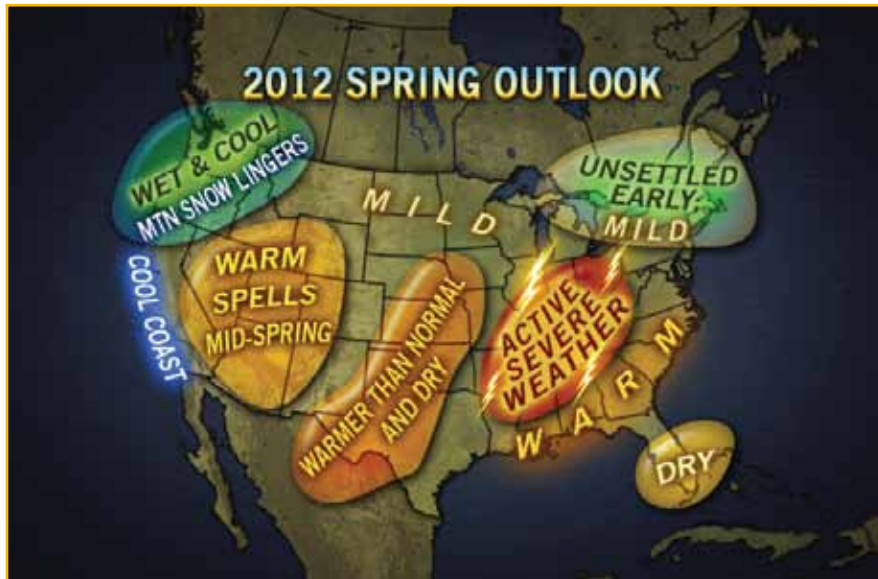 2012 SPRING OUTLOOK
WET & COOL
MTN SNOW LINGERS
UNSETTLED
EARLY;
MILD
MILD
COOL COAST
WARM
SPELLS
MID-SPRING
WARMER THAN NORMAL
AND DRY
ACTIVE
SEVERE
WEATHER
WARM
DRY